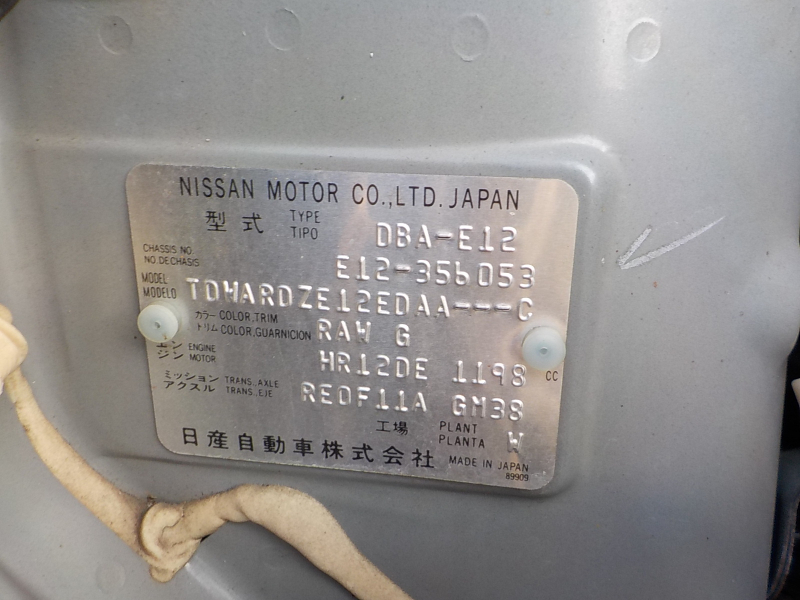 NISSAN MOTOR CO.,LTD. JAPAN
型式 TYPE TIPO DBA-E12
CHASSIS NO. NO.DE.CHASIS E12-356053
MODEL MODELO TDWARDZE12EDAA---C
カラー COLOR,TRIM
トリム COLOR,GUARNICION RAW G
エンジン ENGINE MOTOR HR12DE 1198 CC
ミッション TRANS.,AXLE
アクスル TRANS.,EJE RE0F11A GM38
工場 PLANT PLANTA W
日産自動車株式会社 MADE IN JAPAN
89909